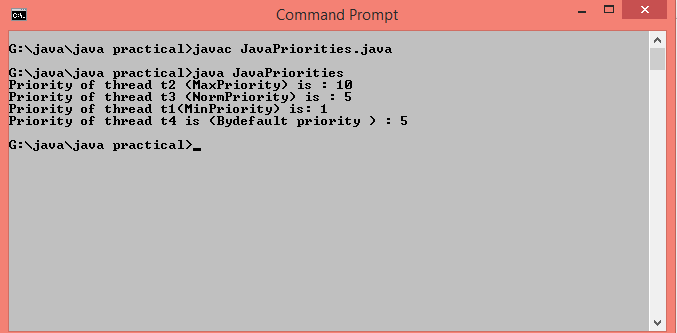 Command Prompt
G:\java\java practical>javac JavaPriorities.java
G:\java\java practical>java JavaPriorities
Priority of thread t2 (MaxPriority) is : 10
Priority of thread t3 (NormPriority) is : 5
Priority of thread t1(MinPriority) is: 1
Priority of thread t4 is (Bydefault priority ) : 5
G:\java\java practical>_